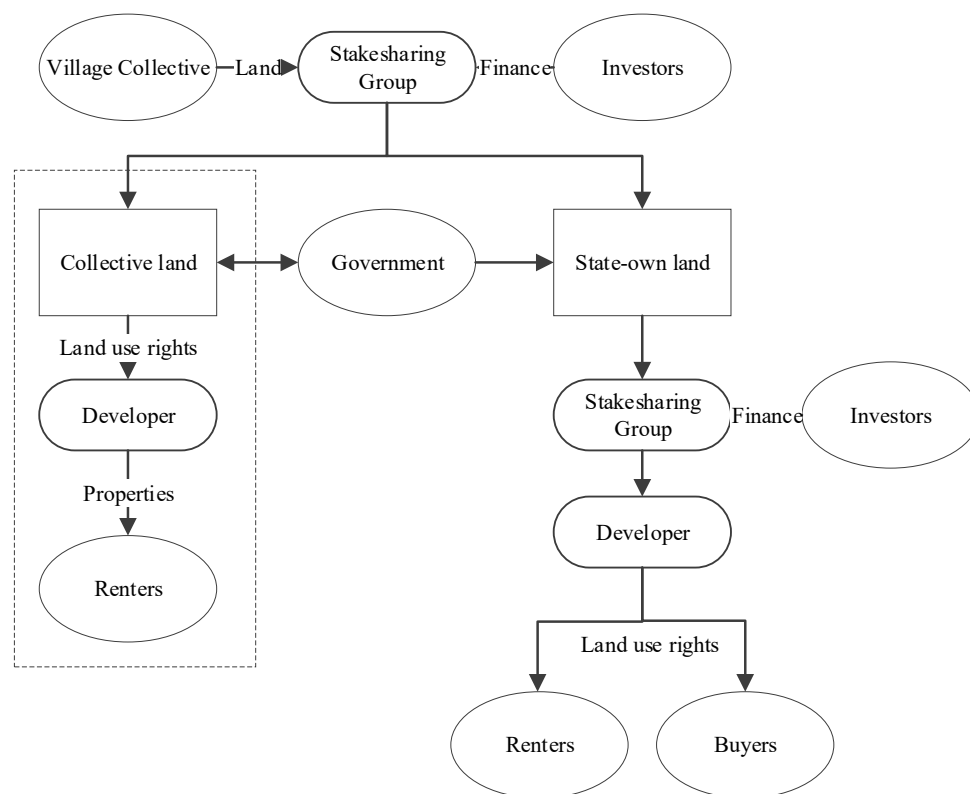 Village Collective
Land
Stakesharing
Group
Finance
Investors
Collective land
Government
State-own land
Land use rights
Developer
Stakesharing
Group
Finance
Investors
Properties
Developer
Renters
Land use rights
Renters
Buyers